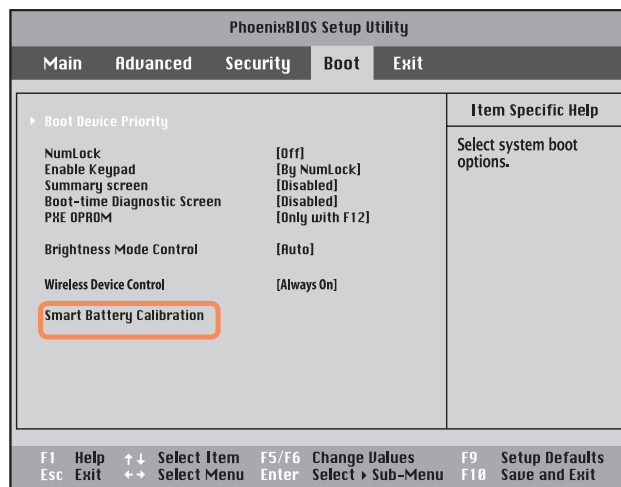 PhoenixBIOS Setup Utility
Main Advanced Security Boot Exit
▸ Boot Device Priority
NumLock [Off]
Enable Keypad [By NumLock]
Summary screen [Disabled]
Boot-time Diagnostic Screen [Disabled]
PXE OPROM [Only with F12]
Brightness Mode Control [Auto]
Wireless Device Control [Always On]
Smart Battery Calibration
Item Specific Help
Select system boot
options.
F1 Help ↑↓ Select Item F5/F6 Change Values F9 Setup Defaults
Esc Exit ←→ Select Menu Enter Select ▸ Sub-Menu F10 Save and Exit